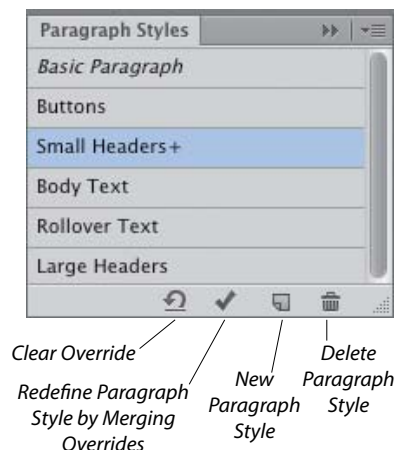 Paragraph Styles
Basic Paragraph
Buttons
Small Headers+
Body Text
Rollover Text
Large Headers
Clear Override
Redefine Paragraph
Style by Merging
Overrides
New
Paragraph
Style
Delete
Paragraph
Style